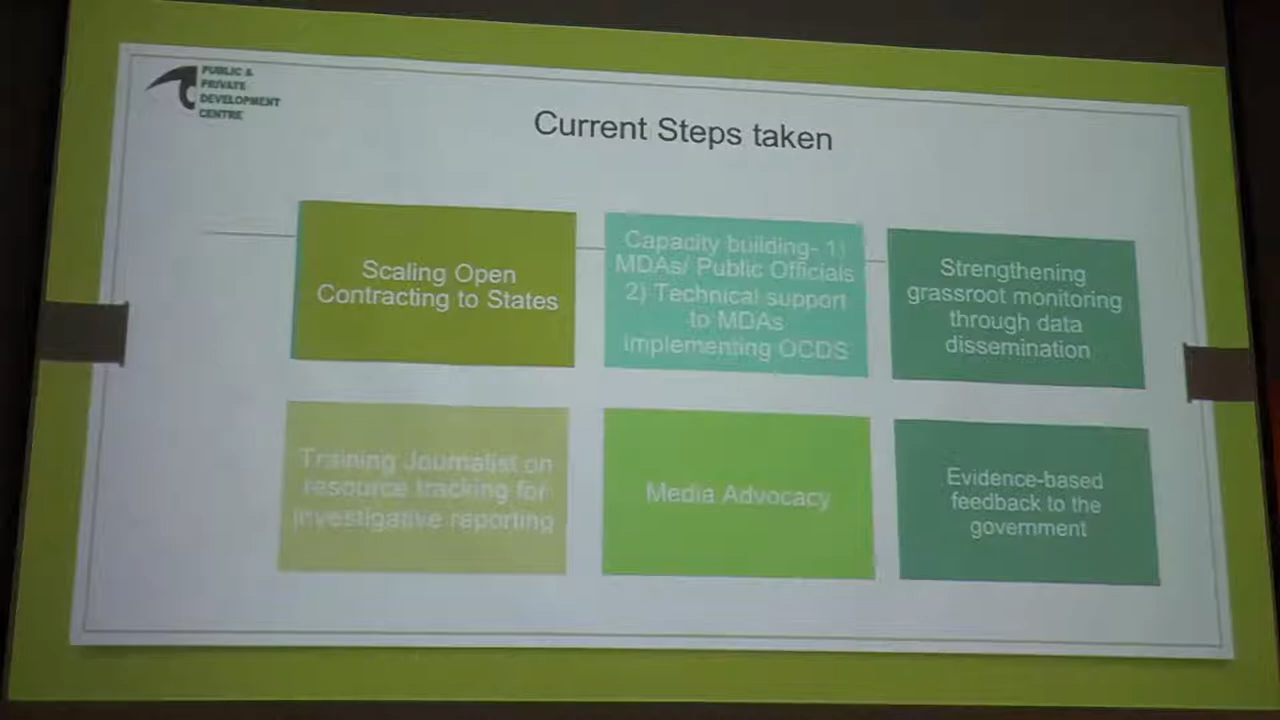 PUBLIC &
PRIVATE
DEVELOPMENT
CENTRE
Current Steps taken
Scaling Open
Contracting to States
Capacity building- 1)
MDAs/ Public Officials
2) Technical support
to MDAs
implementing OCDS
Strengthening
grassroot monitoring
through data
dissemination
Training Journalist on
resource tracking for
investigative reporting
Media Advocacy
Evidence-based
feedback to the
government